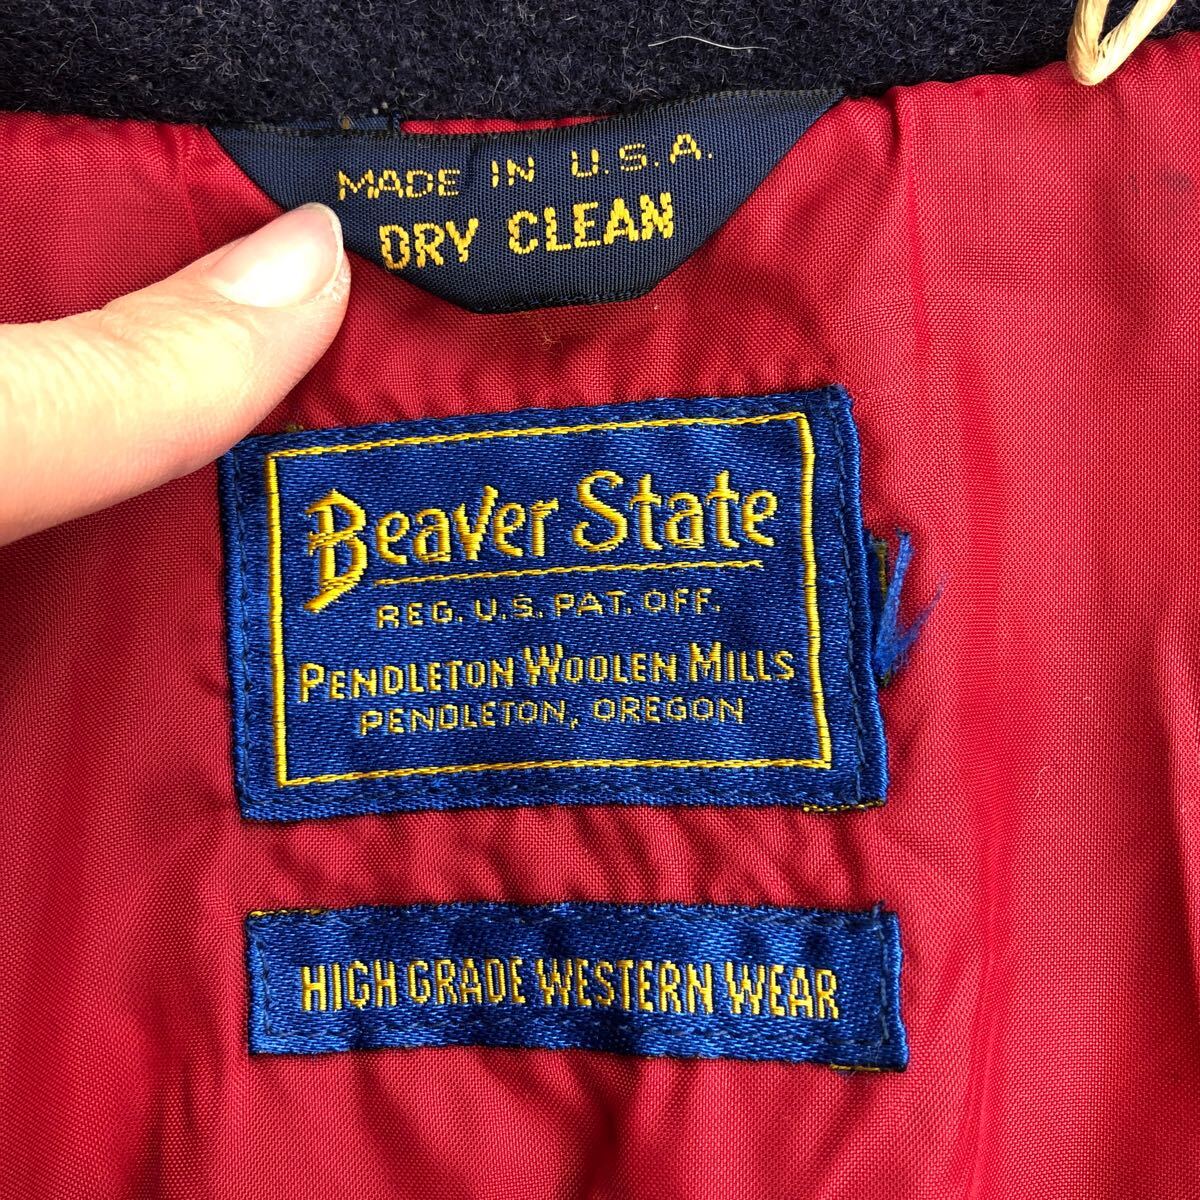 MADE IN U.S.A.
DRY CLEAN
Beaver State
REG. U.S. PAT. OFF.
PENDLETON WOOLEN MILLS
PENDLETON, OREGON
HIGH GRADE WESTERN WEAR